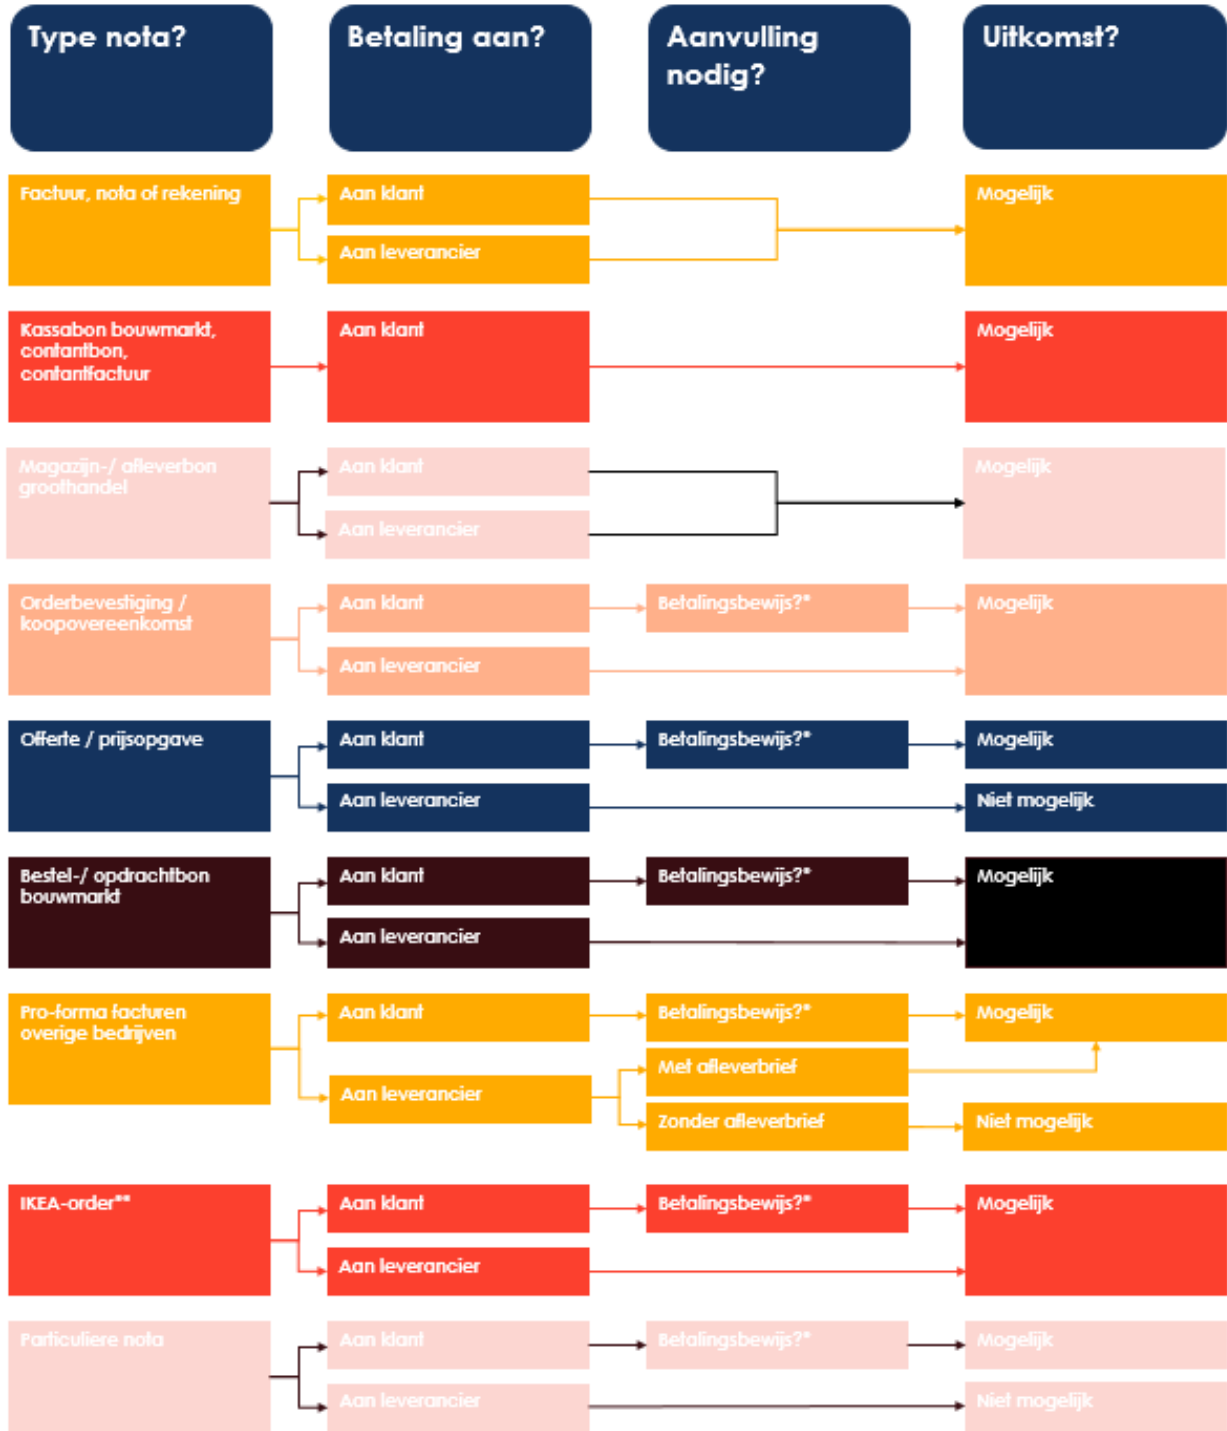 Type nota?
Betaling aan?
Aanvulling
nodig?
Uitkomst?
Factuur, nota of rekening
Aan klant
Aan leverancier
Mogelijk
Kassabon bouwmarkt,
contantbon,
contantfactuur
Aan klant
Mogelijk
Magazijn-/ afleverbon
groothandel
Aan klant
Aan leverancier
Mogelijk
Orderbevestiging /
koopovereenkomst
Aan klant
Betalingsbewijs?*
Aan leverancier
Mogelijk
Offerte / prijsopgave
Aan klant
Betalingsbewijs?*
Mogelijk
Aan leverancier
Niet mogelijk
Bestel-/ opdrachtbon
bouwmarkt
Aan klant
Betalingsbewijs?*
Aan leverancier
Mogelijk
Pro-forma facturen
overige bedrijven
Aan klant
Betalingsbewijs?*
Mogelijk
Aan leverancier
Met afleverbrief
Zonder afleverbrief
Niet mogelijk
IKEA-order**
Aan klant
Betalingsbewijs?*
Aan leverancier
Mogelijk
Particuliere nota
Aan klant
Betalingsbewijs?*
Mogelijk
Aan leverancier
Niet mogelijk